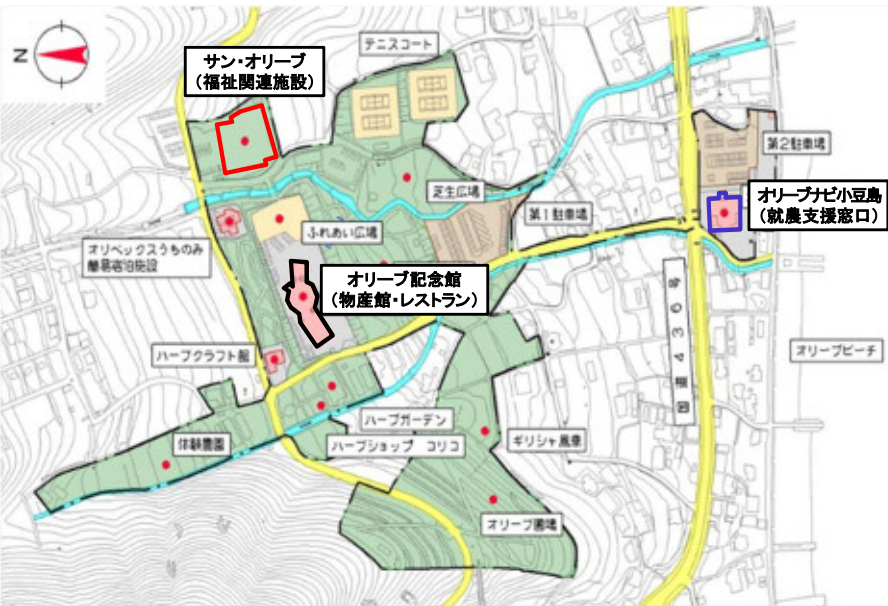 N
テニスコート
サン・オリーブ
(福祉関連施設)
第2駐車場
芝生広場
オリーブナビ小豆島
(就農支援窓口)
第1駐車場
ふれあい広場
オリベックスうちのみ
簡易宿泊施設
オリーブ記念館
(物産館・レストラン)
国道436号
オリーブビーチ
ハーブクラフト館
ハーブガーデン
ハーブショップ コリコ
ギリシャ風車
体験農園
オリーブ園場